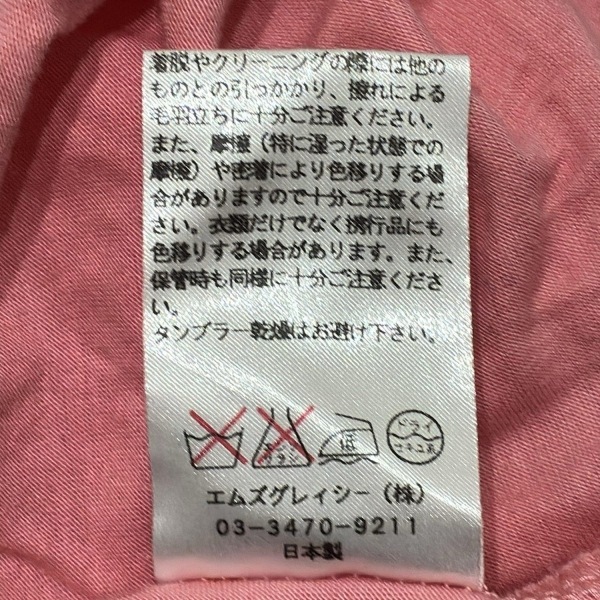 着脱やクリーニングの際には他の
ものとの引っかかり、擦れによる
毛羽立ちに十分ご注意ください。
また、摩擦（特に湿った状態での
摩擦）や密着により色移りする場
合がありますので十分ご注意くださ
い。衣類だけでなく携行品にも
色移りする場合があります。また、
保管時も同様に十分ご注意くださ
い。
タンブラー乾燥はお避け下さい。
エンソ サラシ 低 ドライ
セキユ系
エムズグレイシー（株）
03-3470-9211
日本製